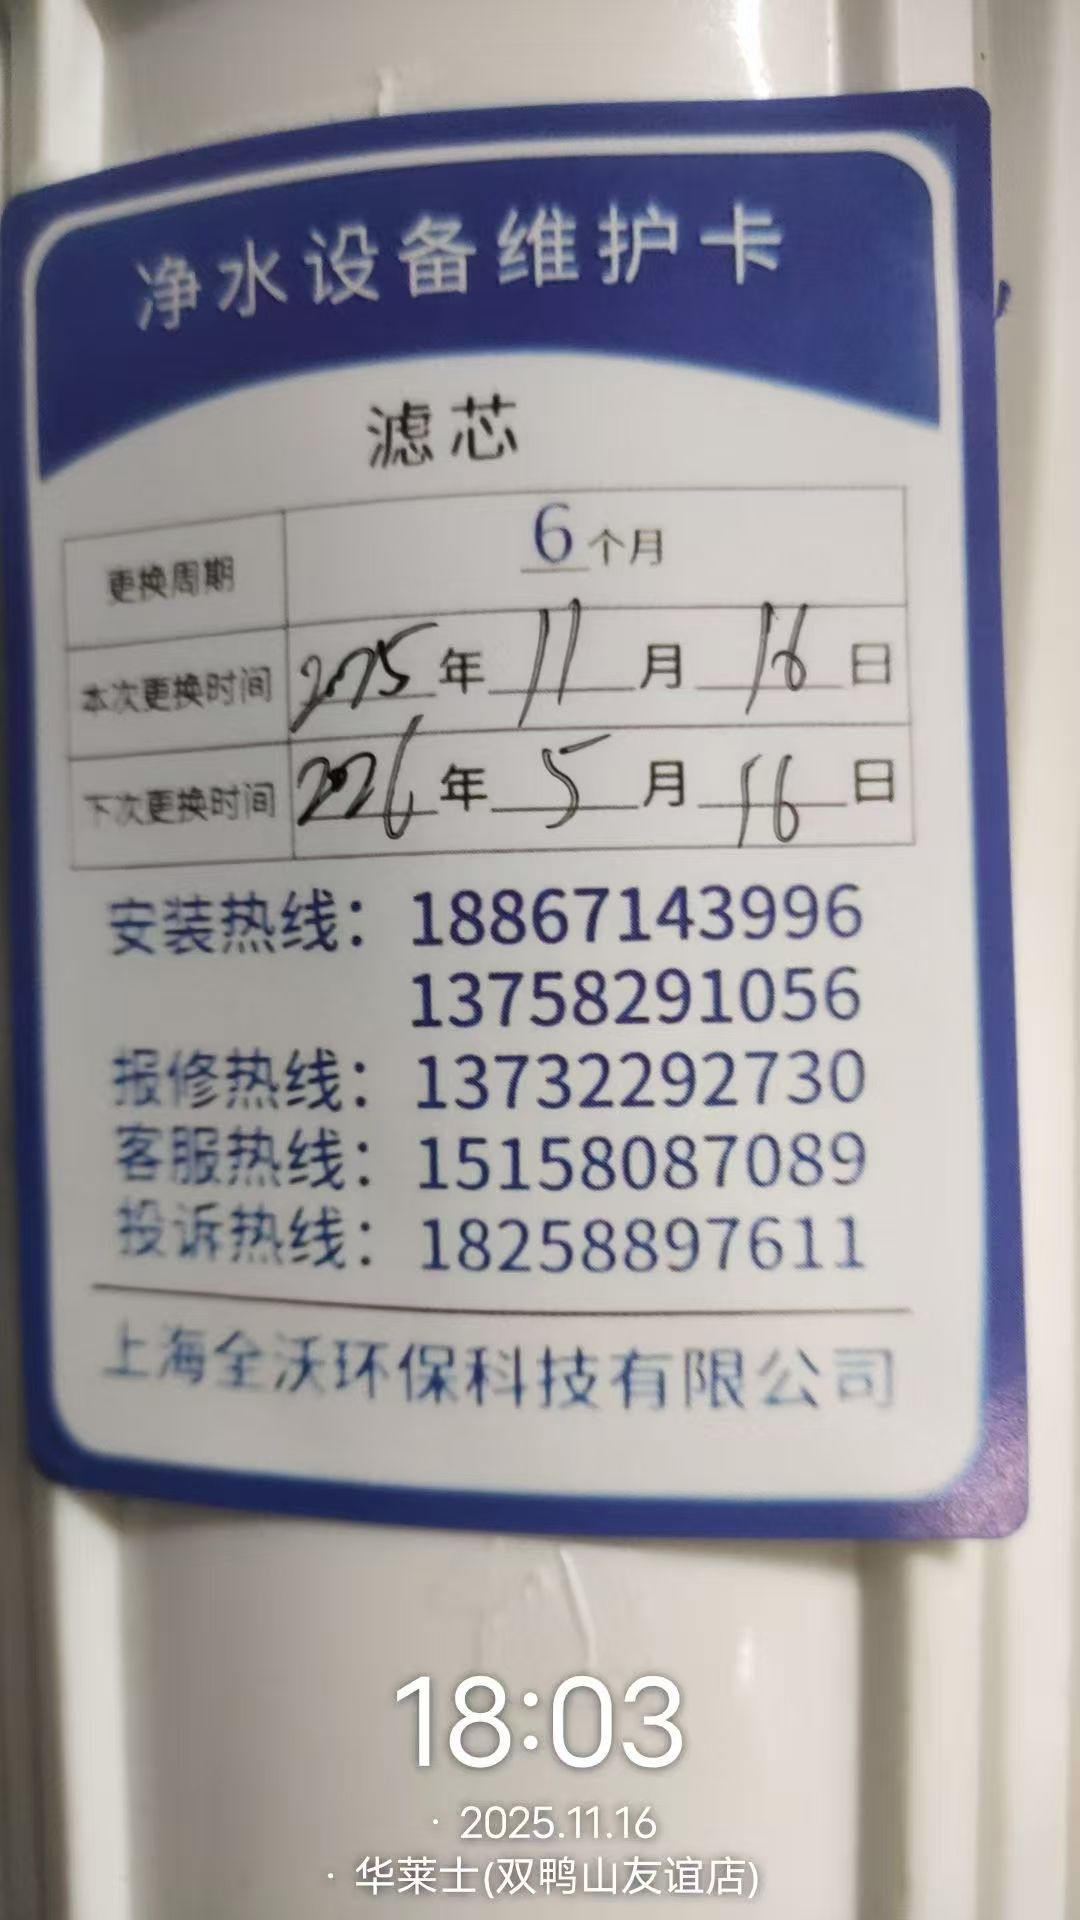 净水设备维护卡
滤芯
更换周期 6个月
本次更换时间 2025年 11月 16日
下次更换时间 2026年 5月 16日
安装热线：18867143996
13758291056
报修热线：13732292730
客服热线：15158087089
投诉热线：18258897611
上海全沃环保科技有限公司
18:03
· 2025.11.16
· 华莱士(双鸭山友谊店)